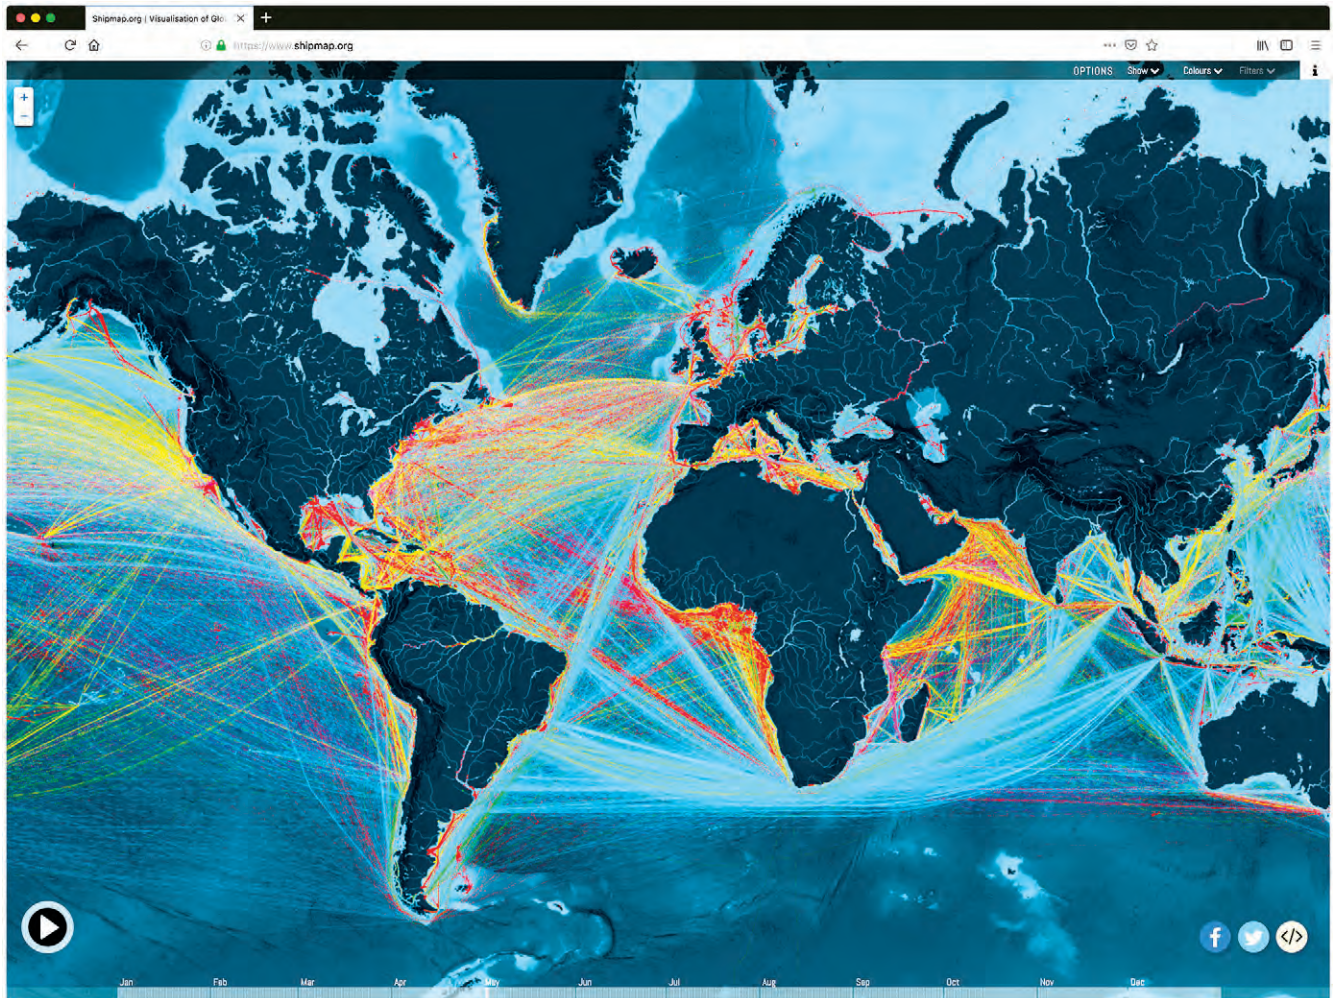 Shipmap.org | Visualisation of Glo
https://www.shipmap.org
OPTIONS Show Colours Filters i
+
−
f </>
Jan Feb Mar Apr May Jun Jul Aug Sep Oct Nov Dec